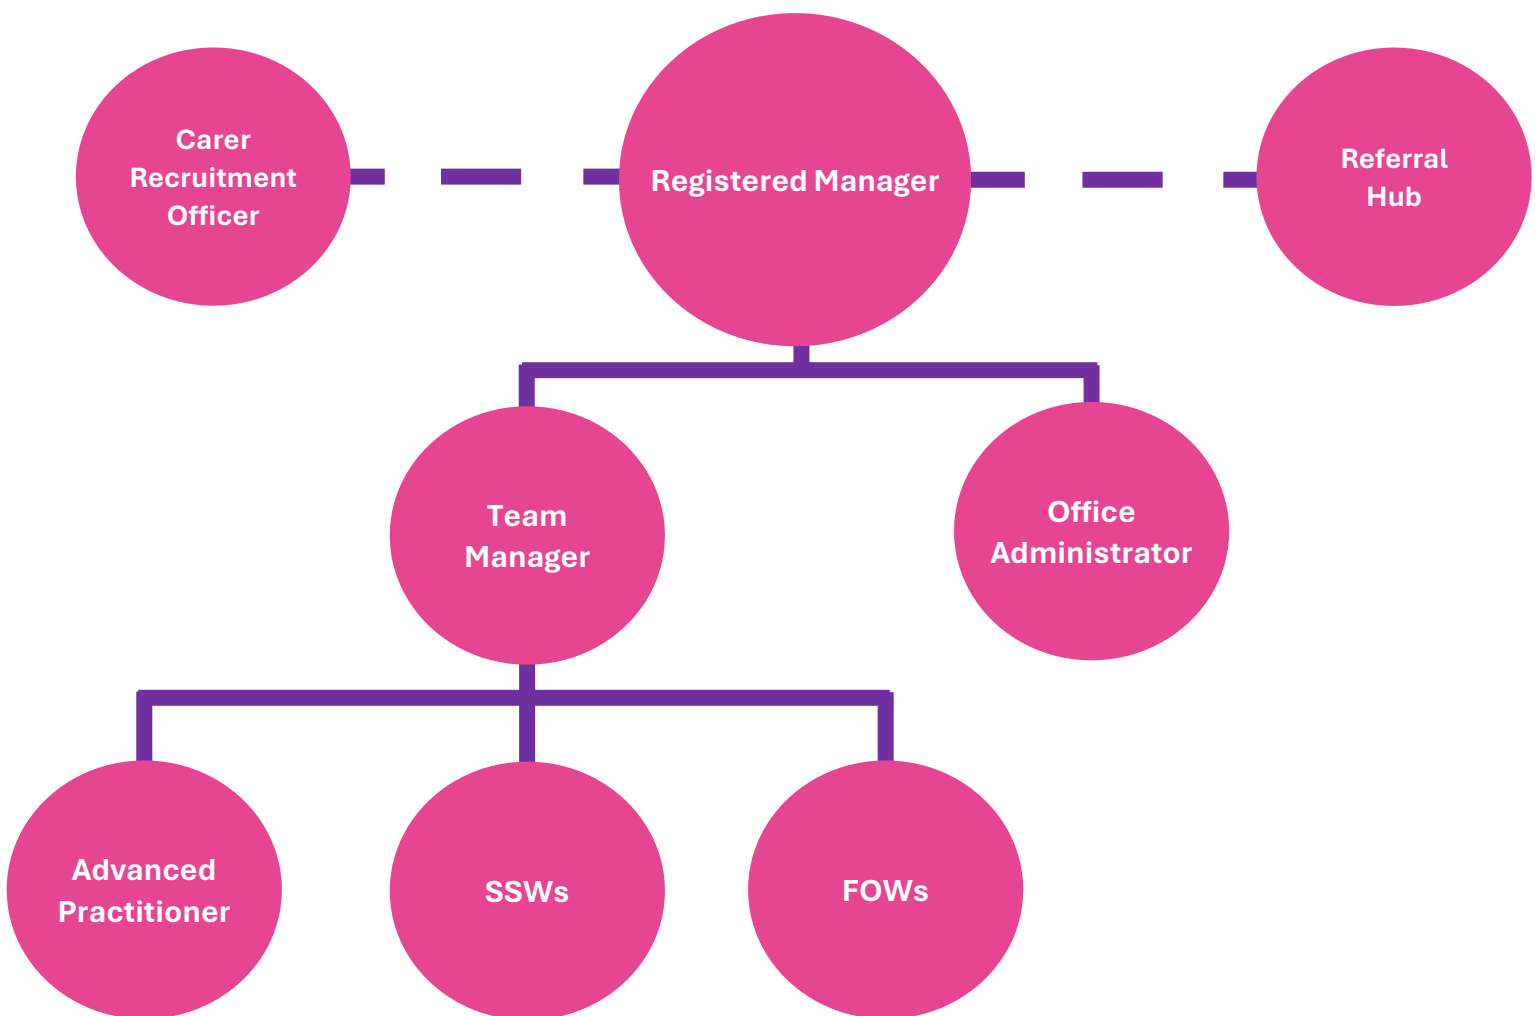 Carer
Recruitment
Officer
Registered Manager
Referral
Hub
Team
Manager
Office
Administrator
Advanced
Practitioner
SSWs
FOWs